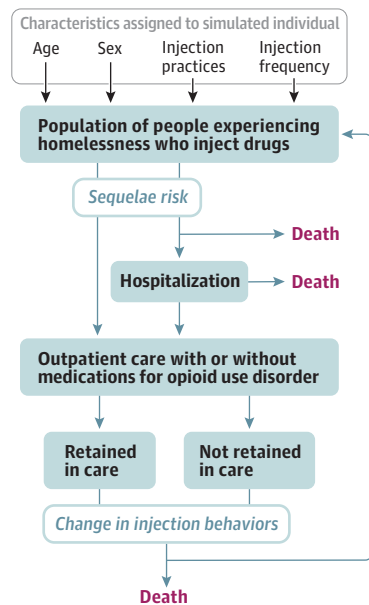 Characteristics assigned to simulated individual
Age Sex Injection practices Injection frequency
Population of people experiencing
homelessness who inject drugs
Sequelae risk
Death
Hospitalization Death
Outpatient care with or without
medications for opioid use disorder
Retained
in care
Not retained
in care
Change in injection behaviors
Death